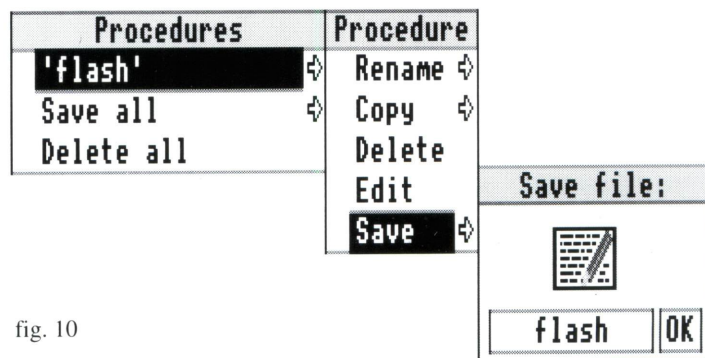 Procedures
'flash'
Save all
Delete all
Procedure
Rename
Copy
Delete
Edit
Save
Save file:
flash
OK
fig. 10